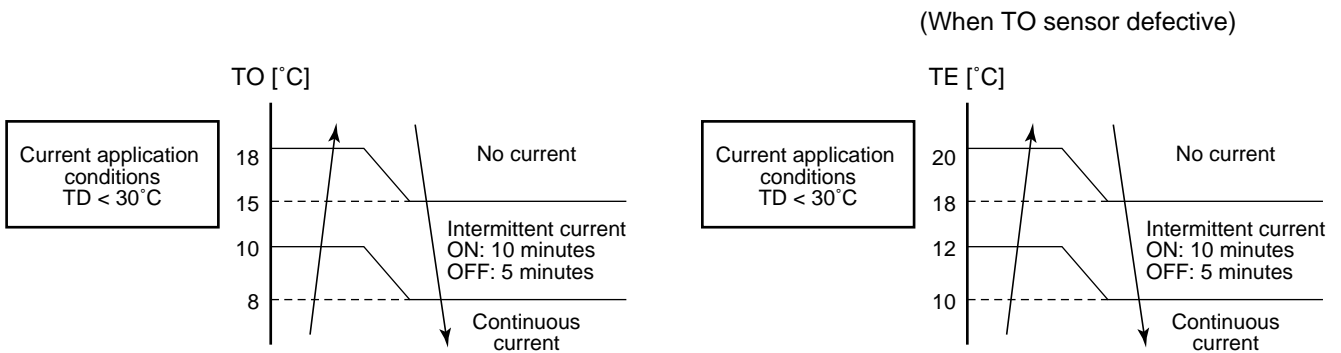 (When TO sensor defective)
TO [˚C]
Current application
conditions
TD < 30˚C
18
15
10
8
No current
Intermittent current
ON: 10 minutes
OFF: 5 minutes
Continuous
current
TE [˚C]
Current application
conditions
TD < 30˚C
20
18
12
10
No current
Intermittent current
ON: 10 minutes
OFF: 5 minutes
Continuous
current